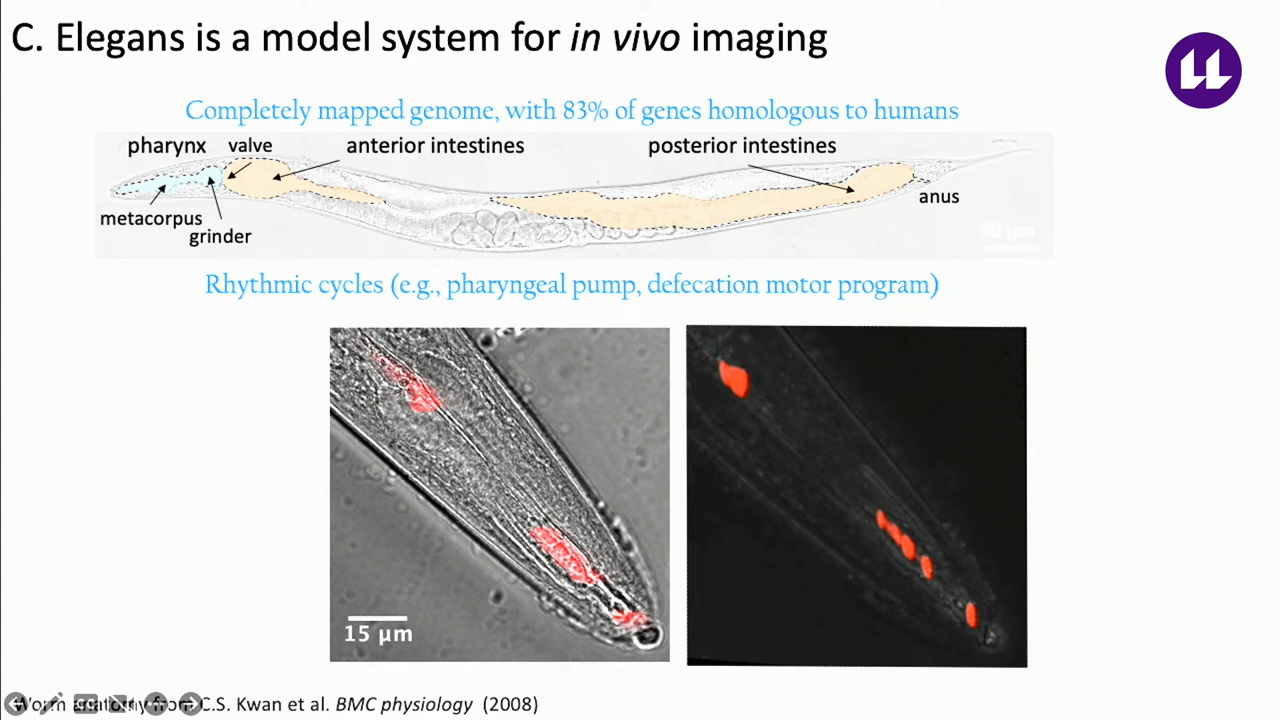 C. Elegans is a model system for in vivo imaging
Completely mapped genome, with 83% of genes homologous to humans
pharynx valve anterior intestines posterior intestines
anus
metacorpus
grinder
Rhythmic cycles (e.g., pharyngeal pump, defecation motor program)
15 μm
Worm anatomy from C.S. Kwan et al. BMC physiology (2008)